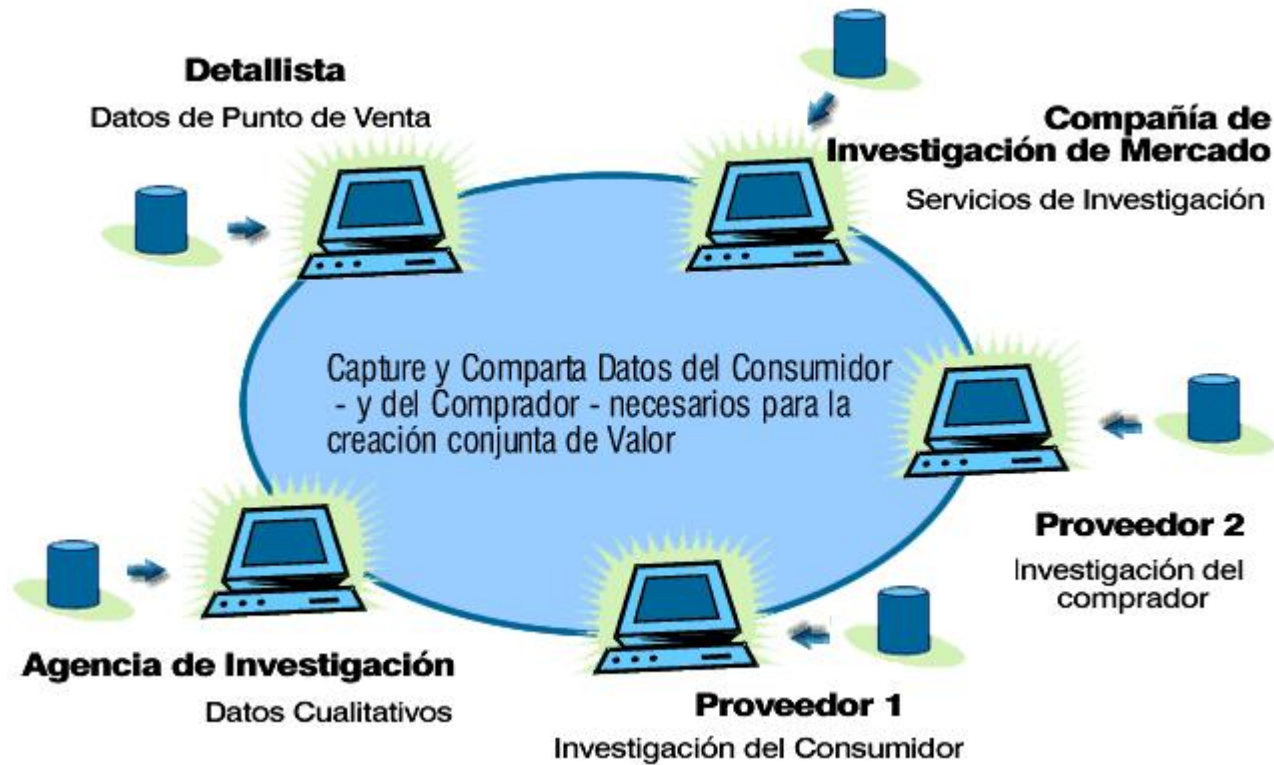 Detallista
Datos de Punto de Venta
Compañía de
Investigación de Mercado
Servicios de Investigación
Capture y Comparta Datos del Consumidor
- y del Comprador - necesarios para la
creación conjunta de Valor
Proveedor 2
Investigación del
comprador
Agencia de Investigación
Datos Cualitativos
Proveedor 1
Investigación del Consumidor